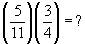 (5/11)(3/4) = ?